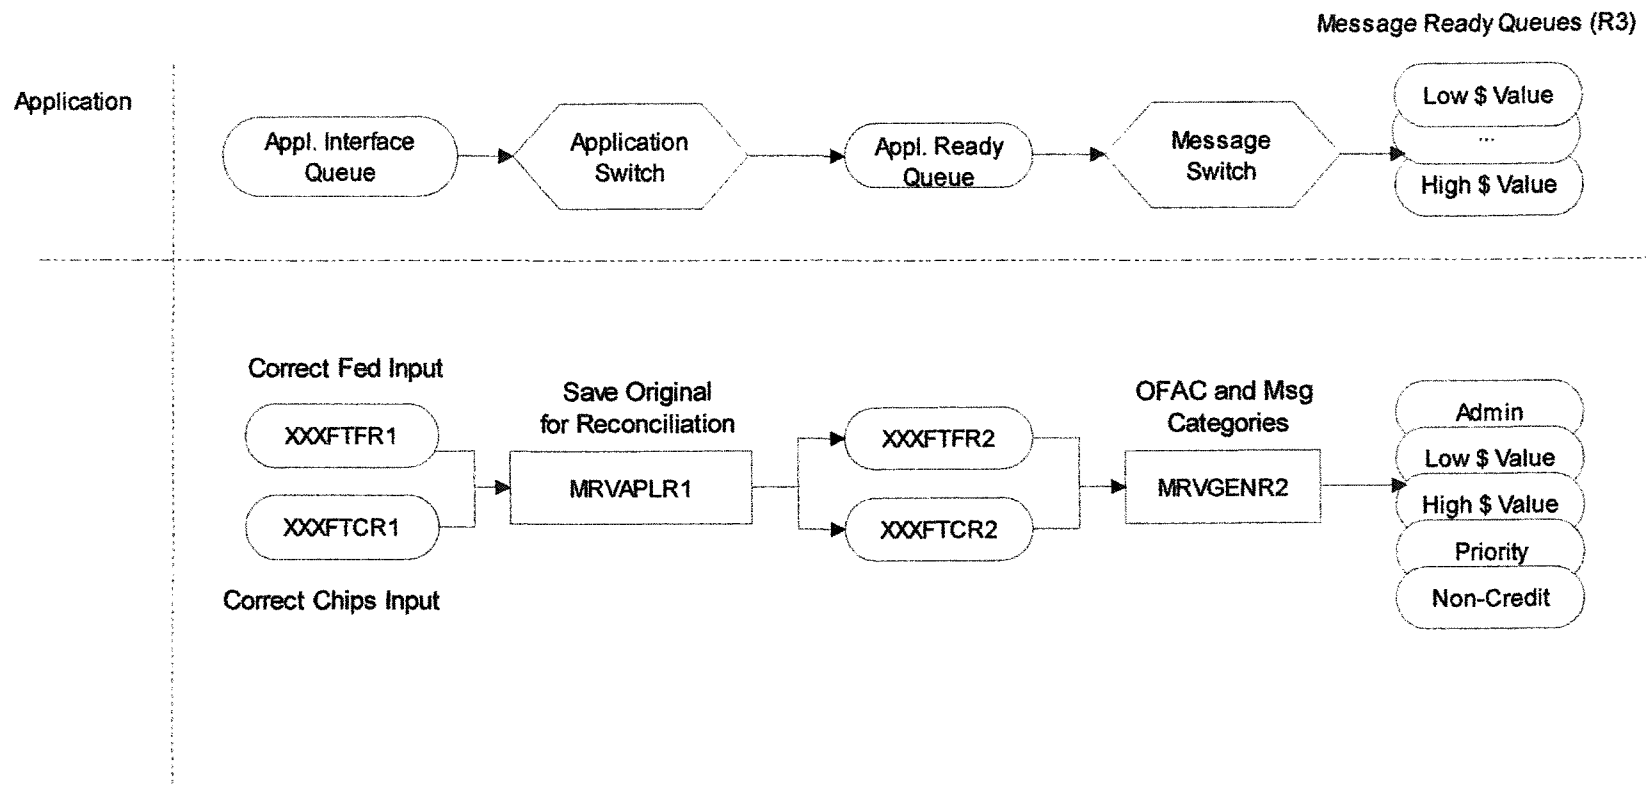 Message Ready Queues (R3)
Application
Appl. Interface
Queue
Application
Switch
Appl. Ready
Queue
Message
Switch
Low $ Value
...
High $ Value
Correct Fed Input
XXXFTFR1
XXXFTCR1
Correct Chips Input
Save Original
for Reconciliation
MRVAPLR1
XXXFTFR2
XXXFTCR2
OFAC and Msg
Categories
MRVGENR2
Admin
Low $ Value
High $ Value
Priority
Non-Credit